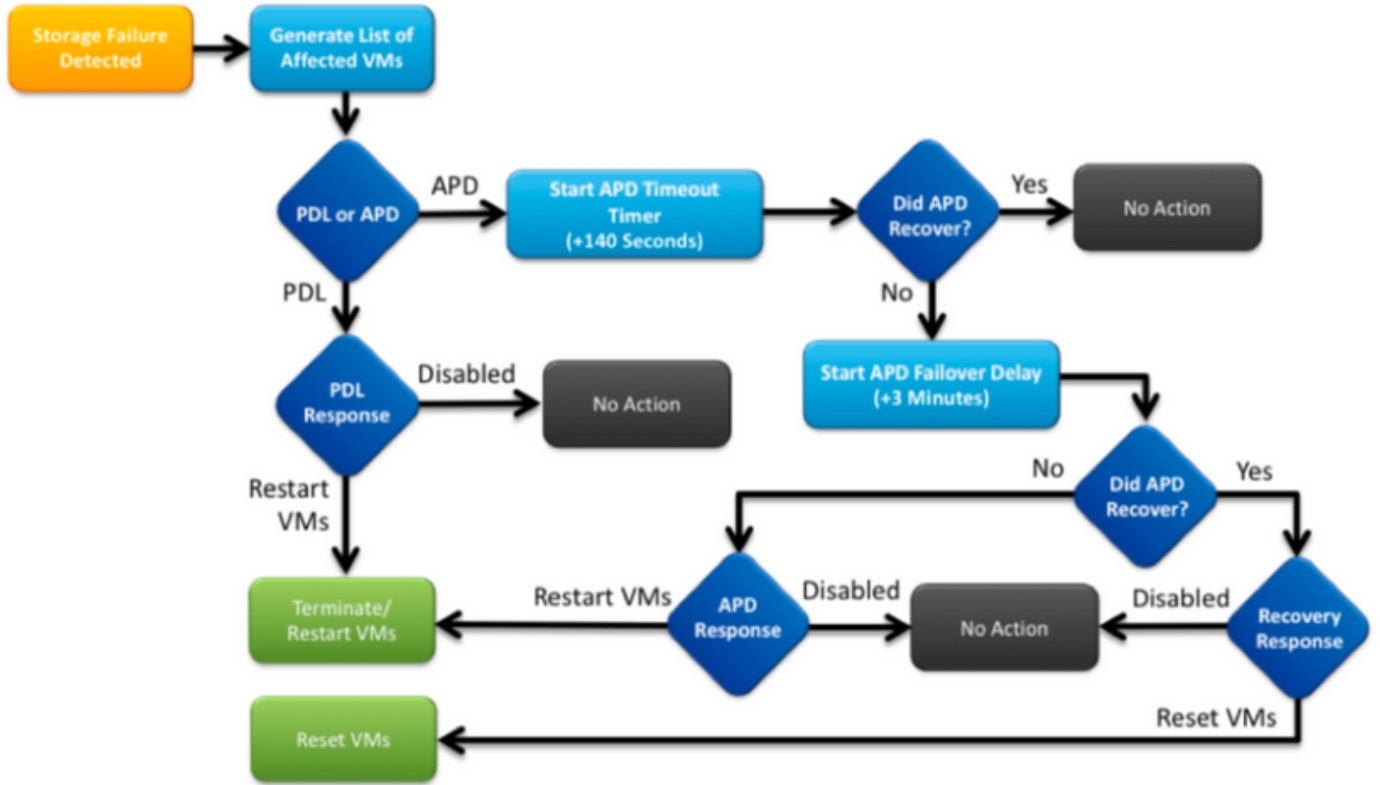 Storage Failure
Detected
Generate List of
Affected VMs
PDL or APD
APD
Start APD Timeout
Timer
(+140 Seconds)
Did APD
Recover?
Yes
No Action
PDL
No
PDL
Response
Disabled
No Action
Start APD Failover Delay
(+3 Minutes)
Restart
VMs
No
Did APD
Recover?
Yes
Terminate/
Restart VMs
Restart VMs
APD
Response
Disabled
No Action
Disabled
Recovery
Response
Reset VMs
Reset VMs